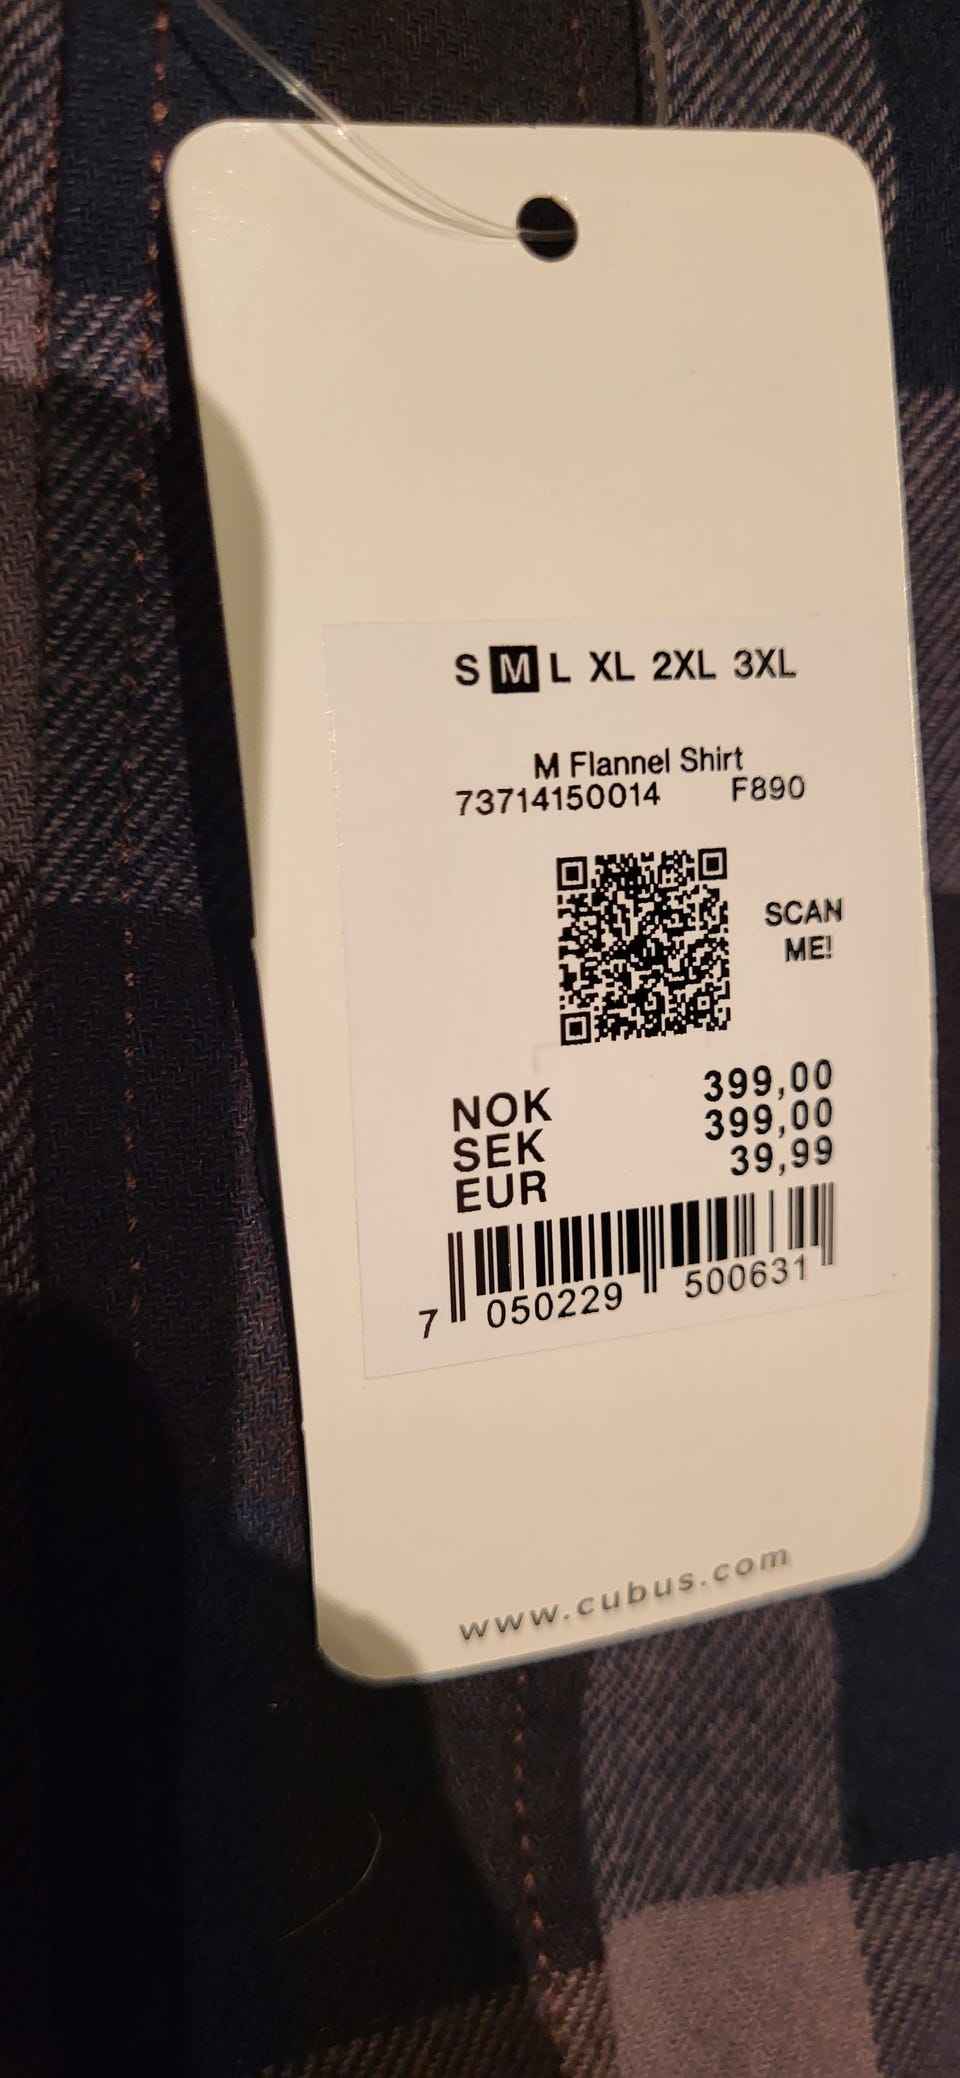 S M L XL 2XL 3XL
M Flannel Shirt
73714150014 F890
SCAN
ME!
NOK 399,00
SEK 399,00
EUR 39,99
7 050229 500631
www.cubus.com